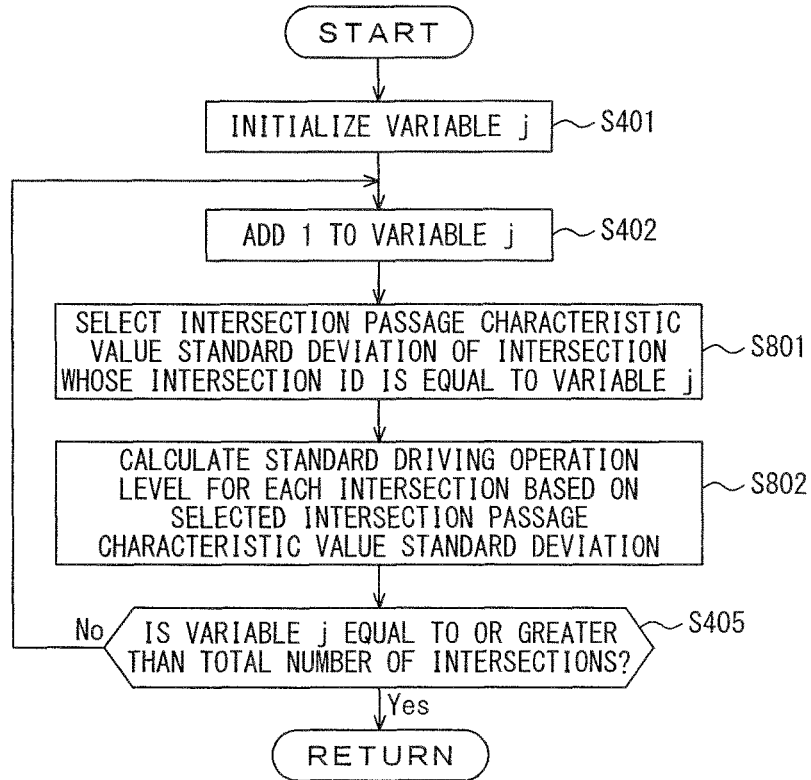 START
INITIALIZE VARIABLE j
S401
ADD 1 TO VARIABLE j
S402
SELECT INTERSECTION PASSAGE CHARACTERISTIC
VALUE STANDARD DEVIATION OF INTERSECTION
WHOSE INTERSECTION ID IS EQUAL TO VARIABLE j
S801
CALCULATE STANDARD DRIVING OPERATION
LEVEL FOR EACH INTERSECTION BASED ON
SELECTED INTERSECTION PASSAGE
CHARACTERISTIC VALUE STANDARD DEVIATION
S802
No
IS VARIABLE j EQUAL TO OR GREATER
THAN TOTAL NUMBER OF INTERSECTIONS?
S405
Yes
RETURN